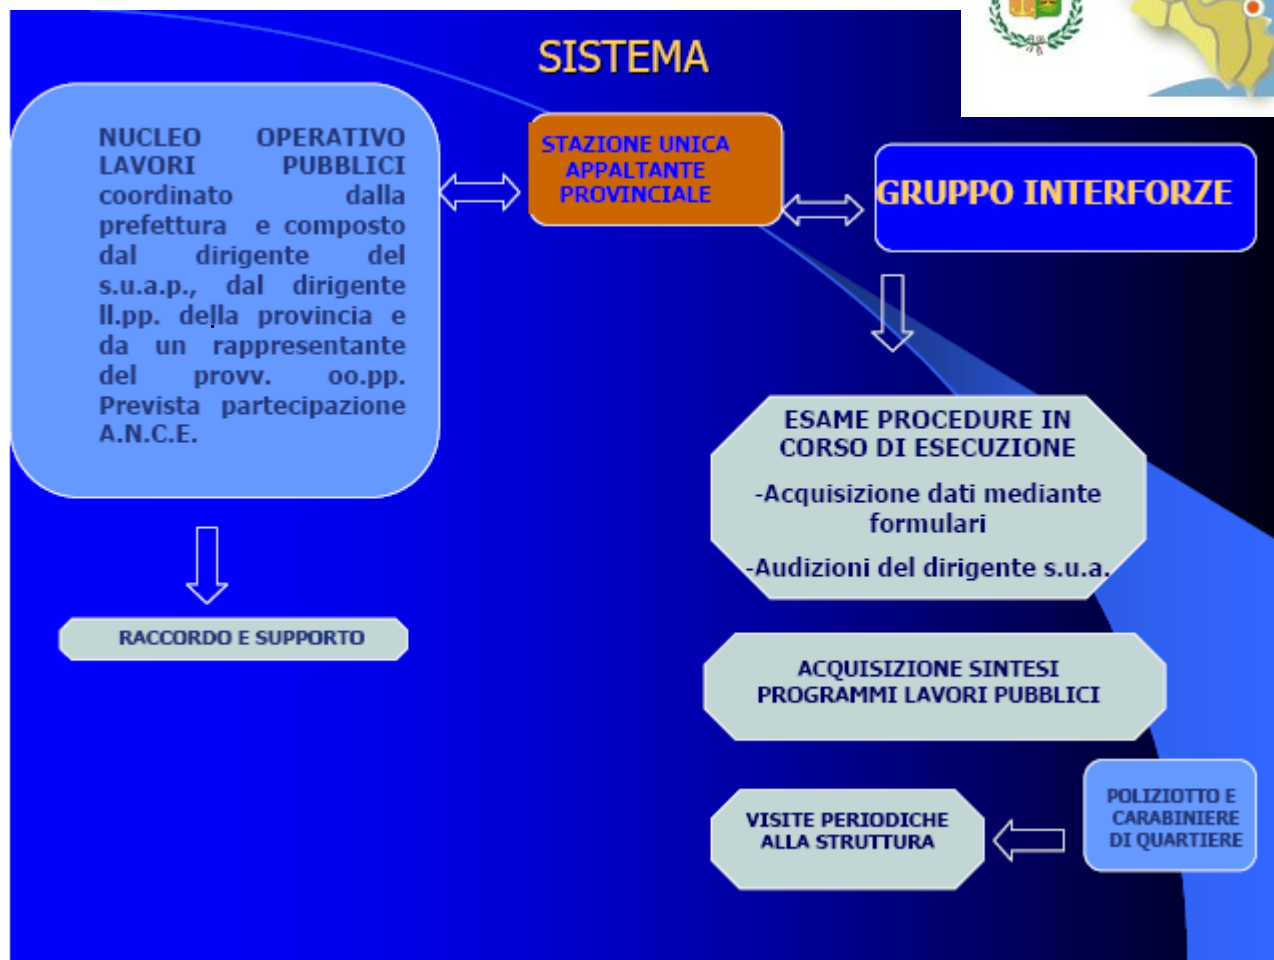 SISTEMA
NUCLEO OPERATIVO
LAVORI PUBBLICI
coordinato dalla
prefettura e composto
dal dirigente del
s.u.a.p., dal dirigente
ll.pp. della provincia e
da un rappresentante
del provv. oo.pp.
Prevista partecipazione
A.N.C.E.
RACCORDO E SUPPORTO
STAZIONE UNICA
APPALTANTE
PROVINCIALE
GRUPPO INTERFORZE
ESAME PROCEDURE IN
CORSO DI ESECUZIONE
-Acquisizione dati mediante
formulari
-Audizioni del dirigente s.u.a.
ACQUISIZIONE SINTESI
PROGRAMMI LAVORI PUBBLICI
VISITE PERIODICHE
ALLA STRUTTURA
POLIZIOTTO E
CARABINIERE
DI QUARTIERE